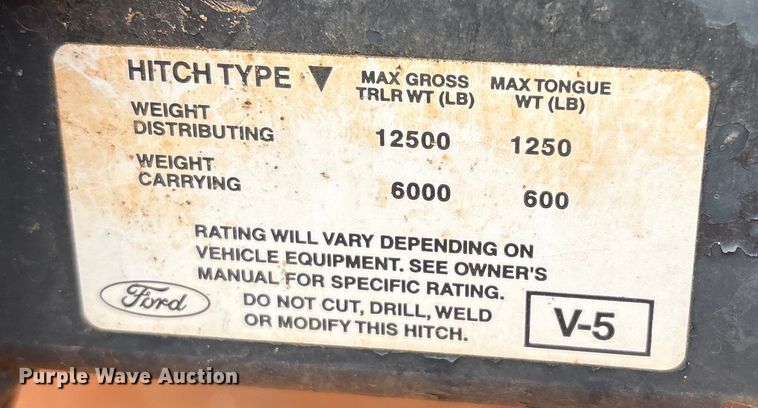 HITCH TYPE ▼ MAX GROSS TRLR WT (LB) MAX TONGUE WT (LB)
WEIGHT DISTRIBUTING 12500 1250
WEIGHT CARRYING 6000 600
RATING WILL VARY DEPENDING ON
VEHICLE EQUIPMENT. SEE OWNER'S
MANUAL FOR SPECIFIC RATING.
DO NOT CUT, DRILL, WELD
OR MODIFY THIS HITCH.
Ford
V-5
Purple Wave Auction